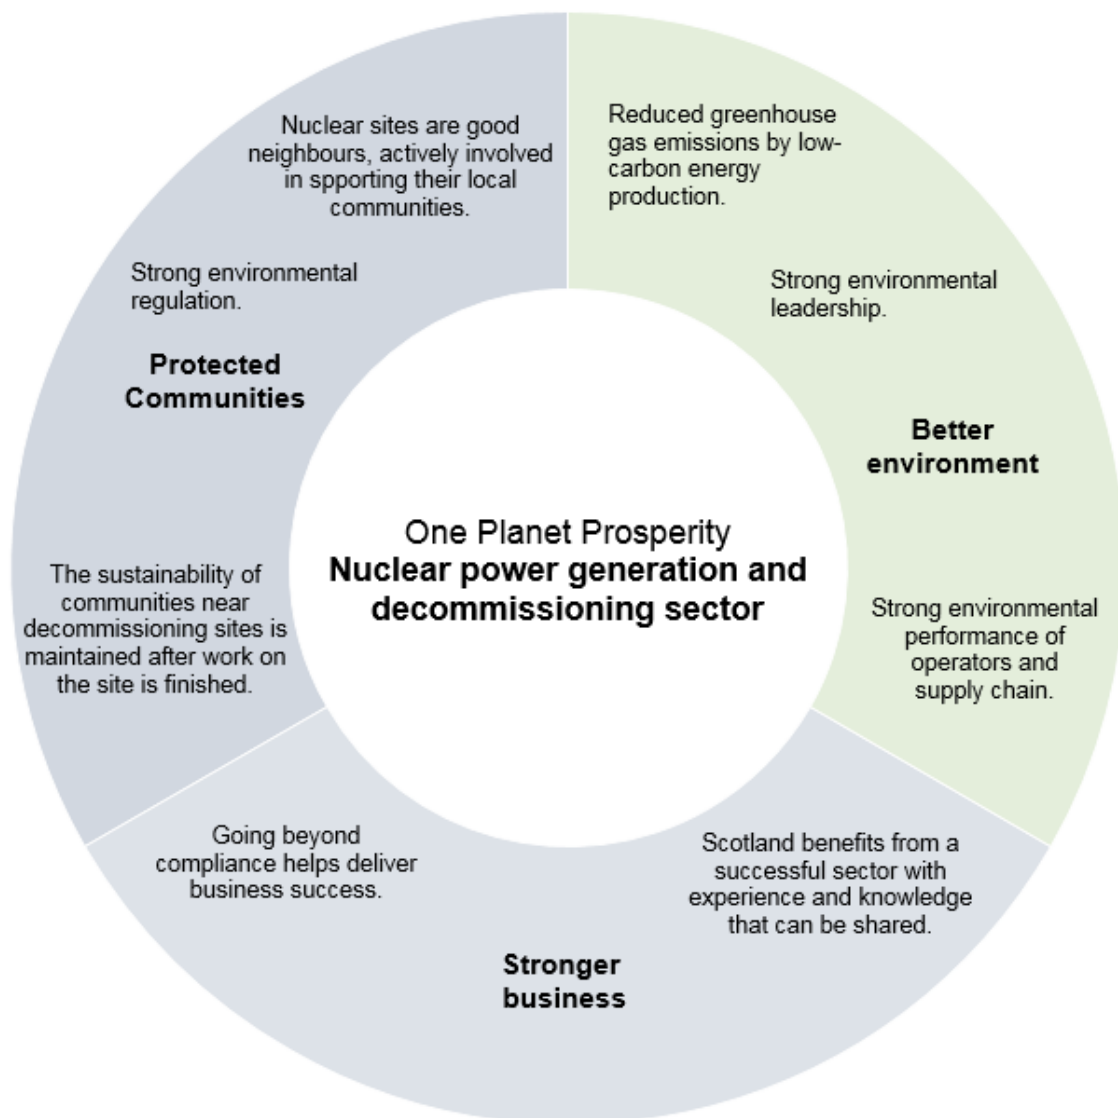 Nuclear sites are good
neighbours, actively involved
in spporting their local
communities.
Strong environmental
regulation.
Protected
Communities
The sustainability of
communities near
decommissioning sites is
maintained after work on
the site is finished.
Reduced greenhouse
gas emissions by low-
carbon energy
production.
Strong environmental
leadership.
Better
environment
Strong environmental
performance of
operators and
supply chain.
One Planet Prosperity
Nuclear power generation and
decommissioning sector
Going beyond
compliance helps deliver
business success.
Scotland benefits from a
successful sector with
experience and knowledge
that can be shared.
Stronger
business